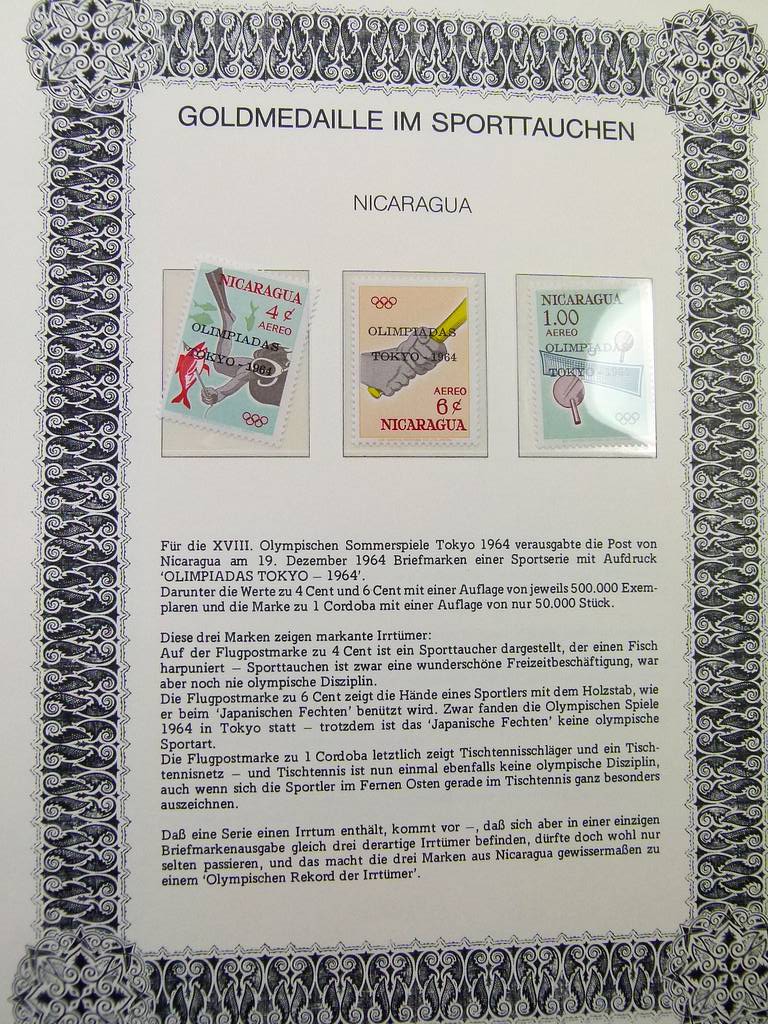 GOLDMEDAILLE IM SPORTTAUCHEN
NICARAGUA
NICARAGUA
4 ¢
AEREO
OLIMPIADAS
TOKYO - 1964
OLIMPIADAS
TOKYO - 1964
AEREO
6 ¢
NICARAGUA
NICARAGUA
1.00
AEREO
OLIMPIADAS
TOKYO - 1964
Für die XVIII. Olympischen Sommerspiele Tokyo 1964 verausgabte die Post von
Nicaragua am 19. Dezember 1964 Briefmarken einer Sportserie mit Aufdruck
'OLIMPIADAS TOKYO – 1964'.
Darunter die Werte zu 4 Cent und 6 Cent mit einer Auflage von jeweils 500.000 Exem-
plaren und die Marke zu 1 Cordoba mit einer Auflage von nur 50.000 Stück.
Diese drei Marken zeigen markante Irrtümer:
Auf der Flugpostmarke zu 4 Cent ist ein Sporttaucher dargestellt, der einen Fisch
harpuniert – Sporttauchen ist zwar eine wunderschöne Freizeitbeschäftigung, war
aber noch nie olympische Disziplin.
Die Flugpostmarke zu 6 Cent zeigt die Hände eines Sportlers mit dem Holzstab, wie
er beim 'Japanischen Fechten' benützt wird. Zwar fanden die Olympischen Spiele
1964 in Tokyo statt – trotzdem ist das 'Japanische Fechten' keine olympische
Sportart.
Die Flugpostmarke zu 1 Cordoba letztlich zeigt Tischtennisschläger und ein Tisch-
tennisnetz – und Tischtennis ist nun einmal ebenfalls keine olympische Disziplin,
auch wenn sich die Sportler im Fernen Osten gerade im Tischtennis ganz besonders
auszeichnen.
Daß eine Serie einen Irrtum enthält, kommt vor –, daß sich aber in einer einzigen
Briefmarkenausgabe gleich drei derartige Irrtümer befinden, dürfte doch wohl nur
selten passieren, und das macht die drei Marken aus Nicaragua gewissermaßen zu
einem 'Olympischen Rekord der Irrtümer'.